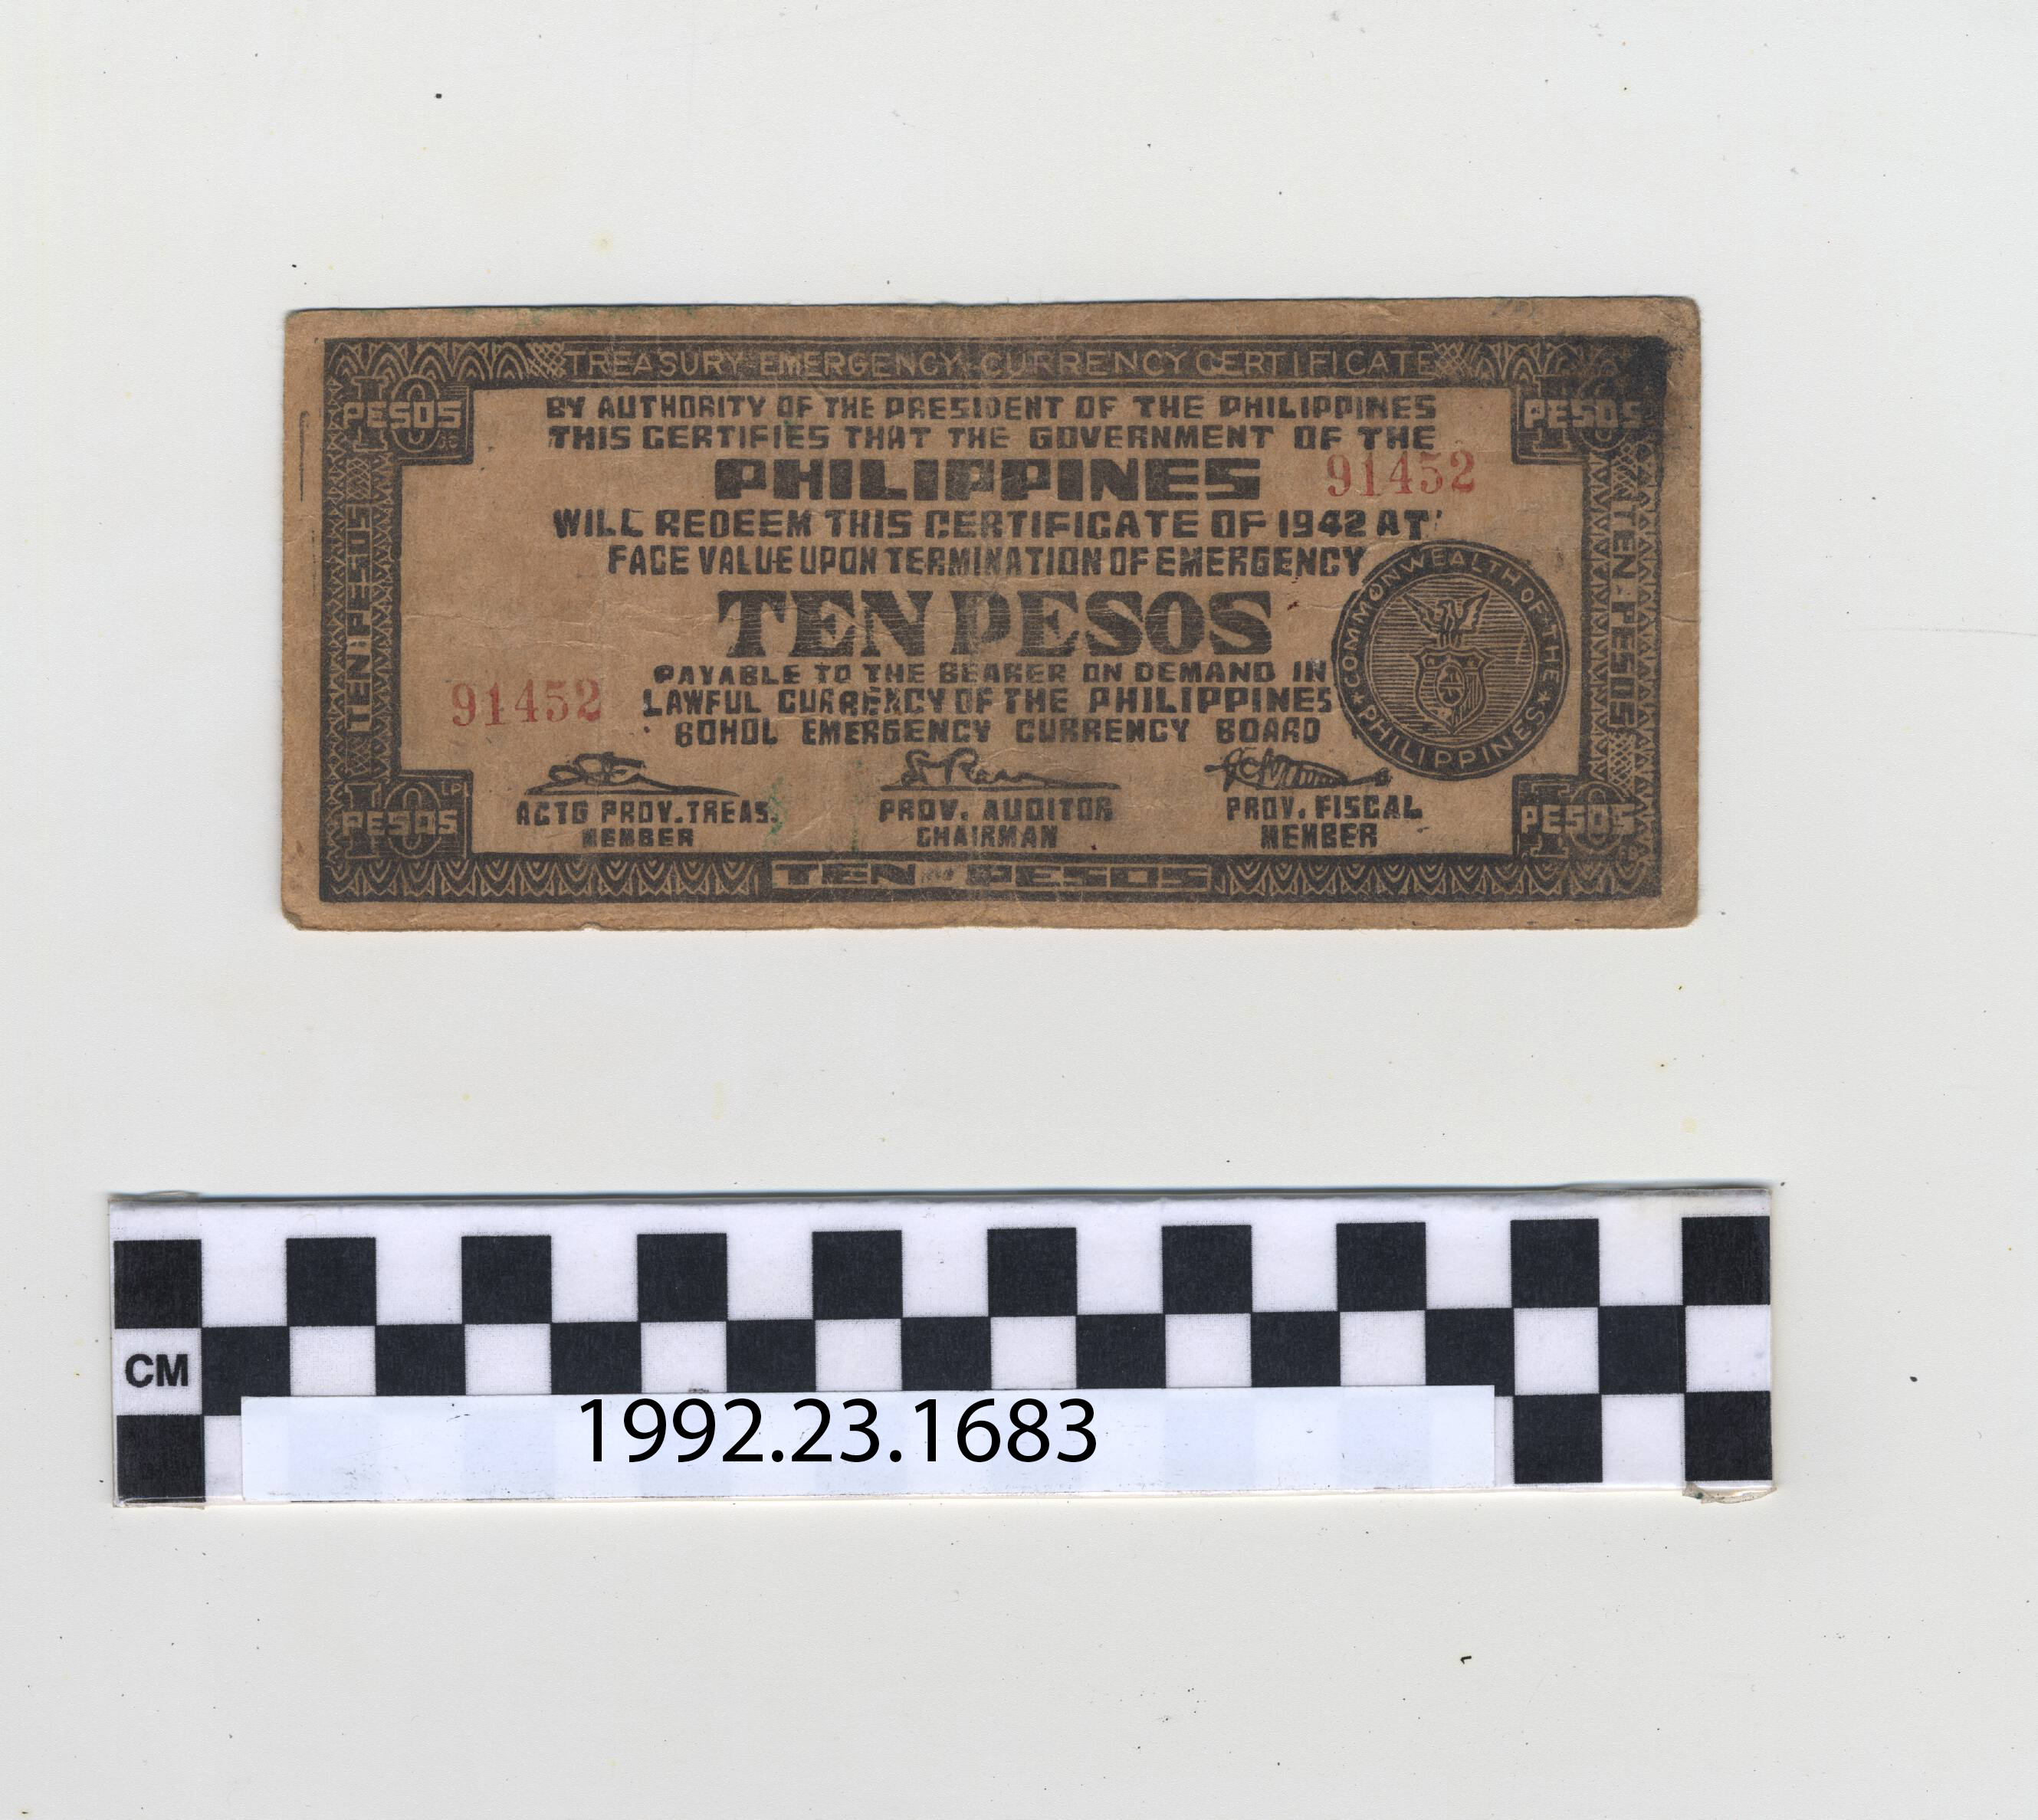 TREASURY EMERGENCY CURRENCY CERTIFICATE
10 PESOS
10 PESOS
BY AUTHORITY OF THE PRESIDENT OF THE PHILIPPINES
THIS CERTIFIES THAT THE GOVERNMENT OF THE
PHILIPPINES
91452
WILL REDEEM THIS CERTIFICATE OF 1942 AT
FACE VALUE UPON TERMINATION OF EMERGENCY
TEN PESOS
TEN PESOS
TEN PESOS
COMMONWEALTH OF THE PHILIPPINES
PAYABLE TO THE BEARER ON DEMAND IN
91452
LAWFUL CURRENCY OF THE PHILIPPINES
BOHOL EMERGENCY CURRENCY BOARD
ACTG PROV. TREAS.
MEMBER
PROV. AUDITOR
CHAIRMAN
PROV. FISCAL
MEMBER
10 PESOS
10 PESOS
TEN PESOS
CM
1992.23.1683